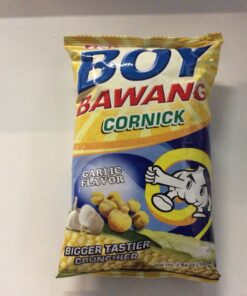 BOY
BAWANG
CORNICK
GARLIC
FLAVOR
BIGGER TASTIER
CRUNCHIER